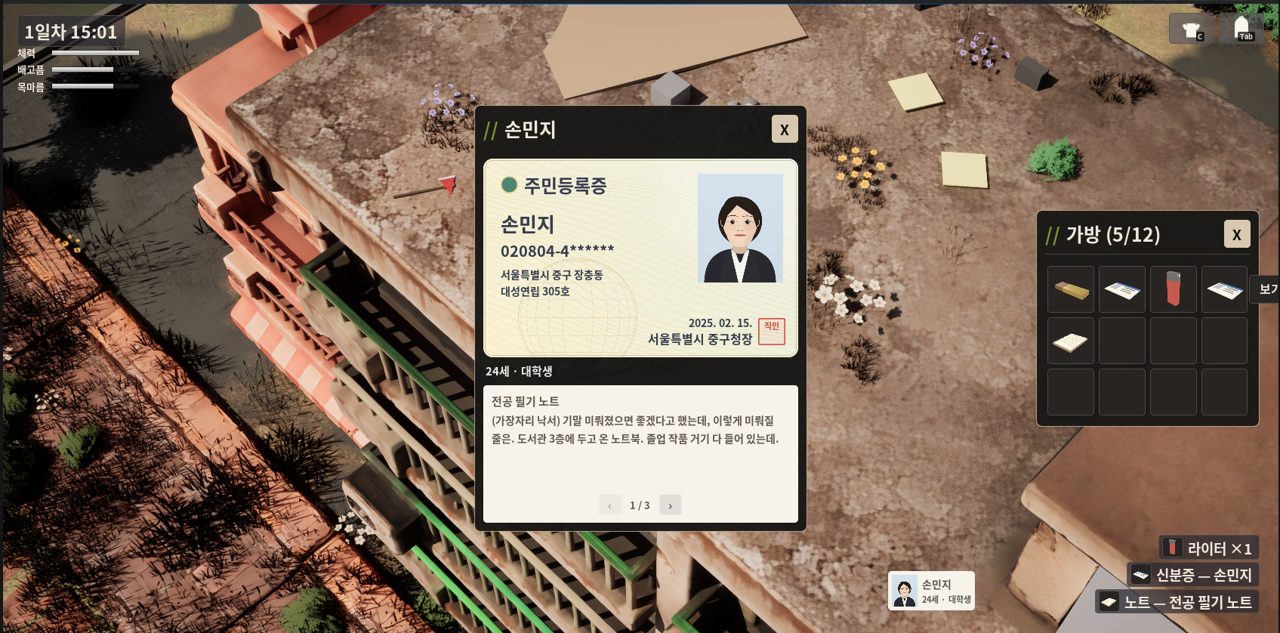 1일차 15:01
체력
배고픔
목마름
C
Tab
// 손민지
X
주민등록증
손민지
020804-4******
서울특별시 중구 장충동
대성연립 305호
2025. 02. 15.
서울특별시 중구청장
직인
24세 · 대학생
전공 필기 노트
(가장자리 낙서) 기말 미뤄졌으면 좋겠다고 했는데, 이렇게 미뤄질
줄은. 도서관 3층에 두고 온 노트북. 졸업 작품 거기 다 들어 있는데.
‹ 1 / 3 ›
// 가방 (5/12)
X
보기
라이터 ×1
신분증 — 손민지
노트 — 전공 필기 노트
손민지
24세 · 대학생